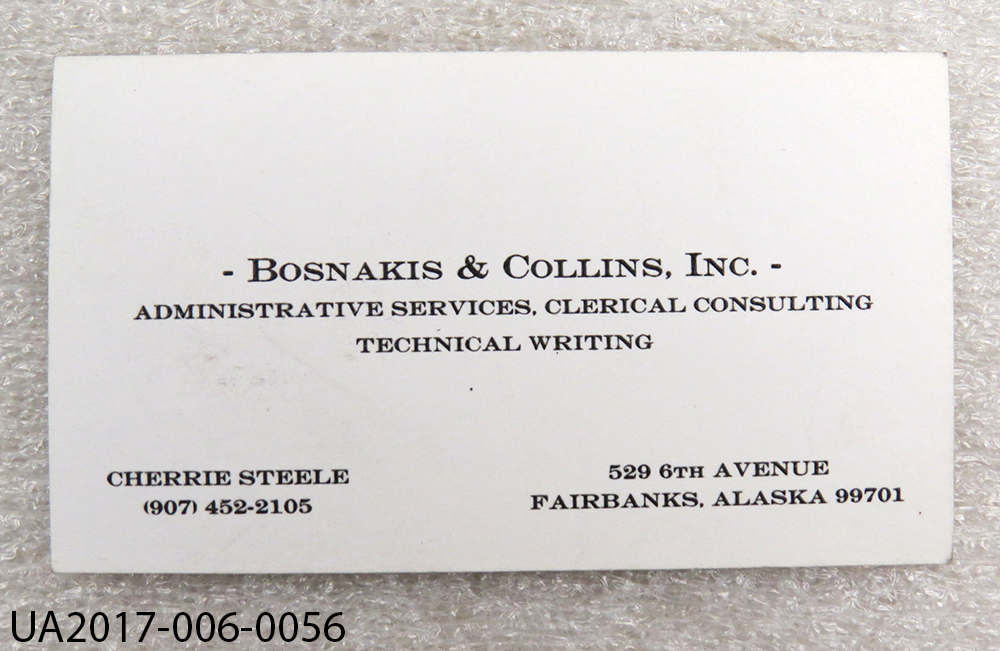 - BOSNAKIS & COLLINS, INC. -
ADMINISTRATIVE SERVICES, CLERICAL CONSULTING
TECHNICAL WRITING
CHERRIE STEELE
(907) 452-2105
529 6TH AVENUE
FAIRBANKS, ALASKA 99701
UA2017-006-0056